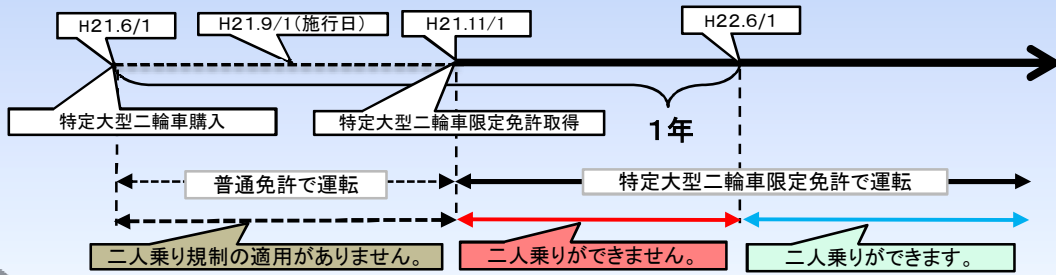 H21.6/1
H21.9/1(施行日)
H21.11/1
H22.6/1
特定大型二輪車購入
特定大型二輪車限定免許取得
1年
普通免許で運転
特定大型二輪車限定免許で運転
二人乗り規制の適用がありません。
二人乗りができません。
二人乗りができます。